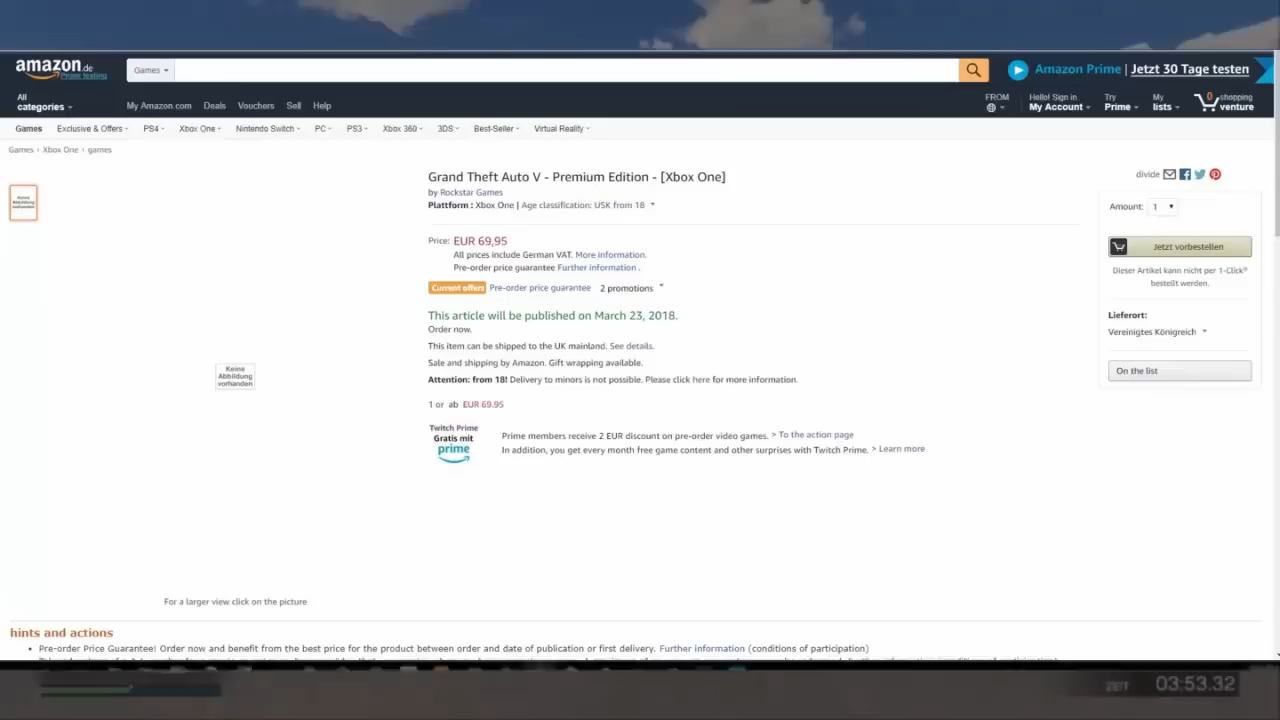 amazon.de
Prime testing
Games
Amazon Prime | Jetzt 30 Tage testen
All
categories
My Amazon.com Deals Vouchers Sell Help
FROM
Hello! Sign in
My Account
Try
Prime
My
lists
0
shopping
venture
Games Exclusive & Offers PS4 Xbox One Nintendo Switch PC PS3 Xbox 360 3DS Best-Seller Virtual Reality
Games › Xbox One › games
Keine
Abbildung
vorhanden
Grand Theft Auto V - Premium Edition - [Xbox One]
by Rockstar Games
Plattform : Xbox One | Age classification: USK from 18
Price: EUR 69,95
All prices include German VAT. More information.
Pre-order price guarantee Further information .
Current offers Pre-order price guarantee 2 promotions
This article will be published on March 23, 2018.
Order now.
This item can be shipped to the UK mainland. See details.
Sale and shipping by Amazon. Gift wrapping available.
Attention: from 18! Delivery to minors is not possible. Please click here for more information.
1 or ab EUR 69.95
Twitch Prime
Gratis mit
prime
Prime members receive 2 EUR discount on pre-order video games. > To the action page
In addition, you get every month free game content and other surprises with Twitch Prime. > Learn more
Keine
Abbildung
vorhanden
For a larger view click on the picture
divide
Amount: 1
Jetzt vorbestellen
Dieser Artikel kann nicht per 1-Click®
bestellt werden.
Lieferort:
Vereinigtes Königreich
On the list
hints and actions
• Pre-order Price Guarantee! Order now and benefit from the best price for the product between order and date of publication or first delivery. Further information (conditions of participation)
ZEIT 03:53.32